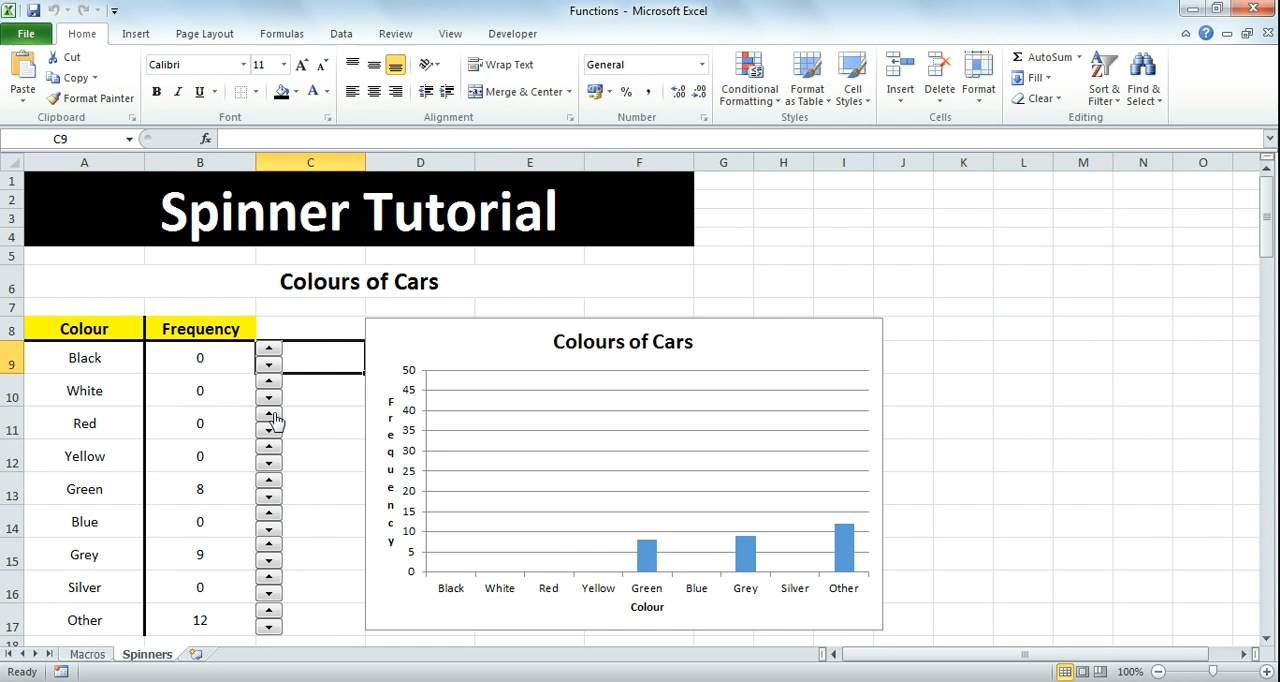 Functions - Microsoft Excel
File Home Insert Page Layout Formulas Data Review View Developer
Paste Cut Copy Format Painter Clipboard
Calibri 11 A A B I U A Font
Wrap Text Merge & Center Alignment
General % , Number
Conditional Formatting Format as Table Cell Styles Styles
Insert Delete Format Cells
Σ AutoSum Fill Clear Sort & Filter Find & Select Editing
C9 fx
A B C D E F G H I J K L M N O
1
2
3
4
Spinner Tutorial
5
6 Colours of Cars
7
8 Colour Frequency
9 Black 0
10 White 0
11 Red 0
12 Yellow 0
13 Green 8
14 Blue 0
15 Grey 9
16 Silver 0
17 Other 12
18
Colours of Cars
50
45
40
35
30
25
20
15
10
5
0
Frequency
Black White Red Yellow Green Blue Grey Silver Other
Colour
Macros Spinners
Ready 100%